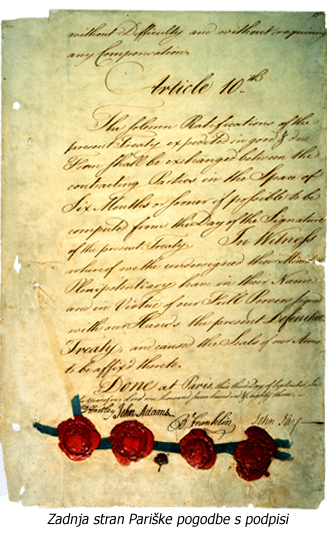 without Difficulty and without requiring
any Compensation.
Article 10th
The solemn Ratifications of the
present Treaty expedited in good & due
Form shall be exchanged between the
contracting Parties in the Space of
Six Months or sooner if possible to be
computed from the Day of the Signature
of the present Treaty. In Witness
whereof we the undersigned their Ministers
Plenipotentiary have in their Name
and in Virtue of our Full Powers signed
with our Hands the present Definitive
Treaty, and caused the Seals of our Arms
to be affix'd thereto.
Done at Paris, this third Day of September,
Year of our Lord one thousand seven hundred & eighty three.
D Hartley John Adams. B Franklin John Jay
Zadnja stran Pariške pogodbe s podpisi